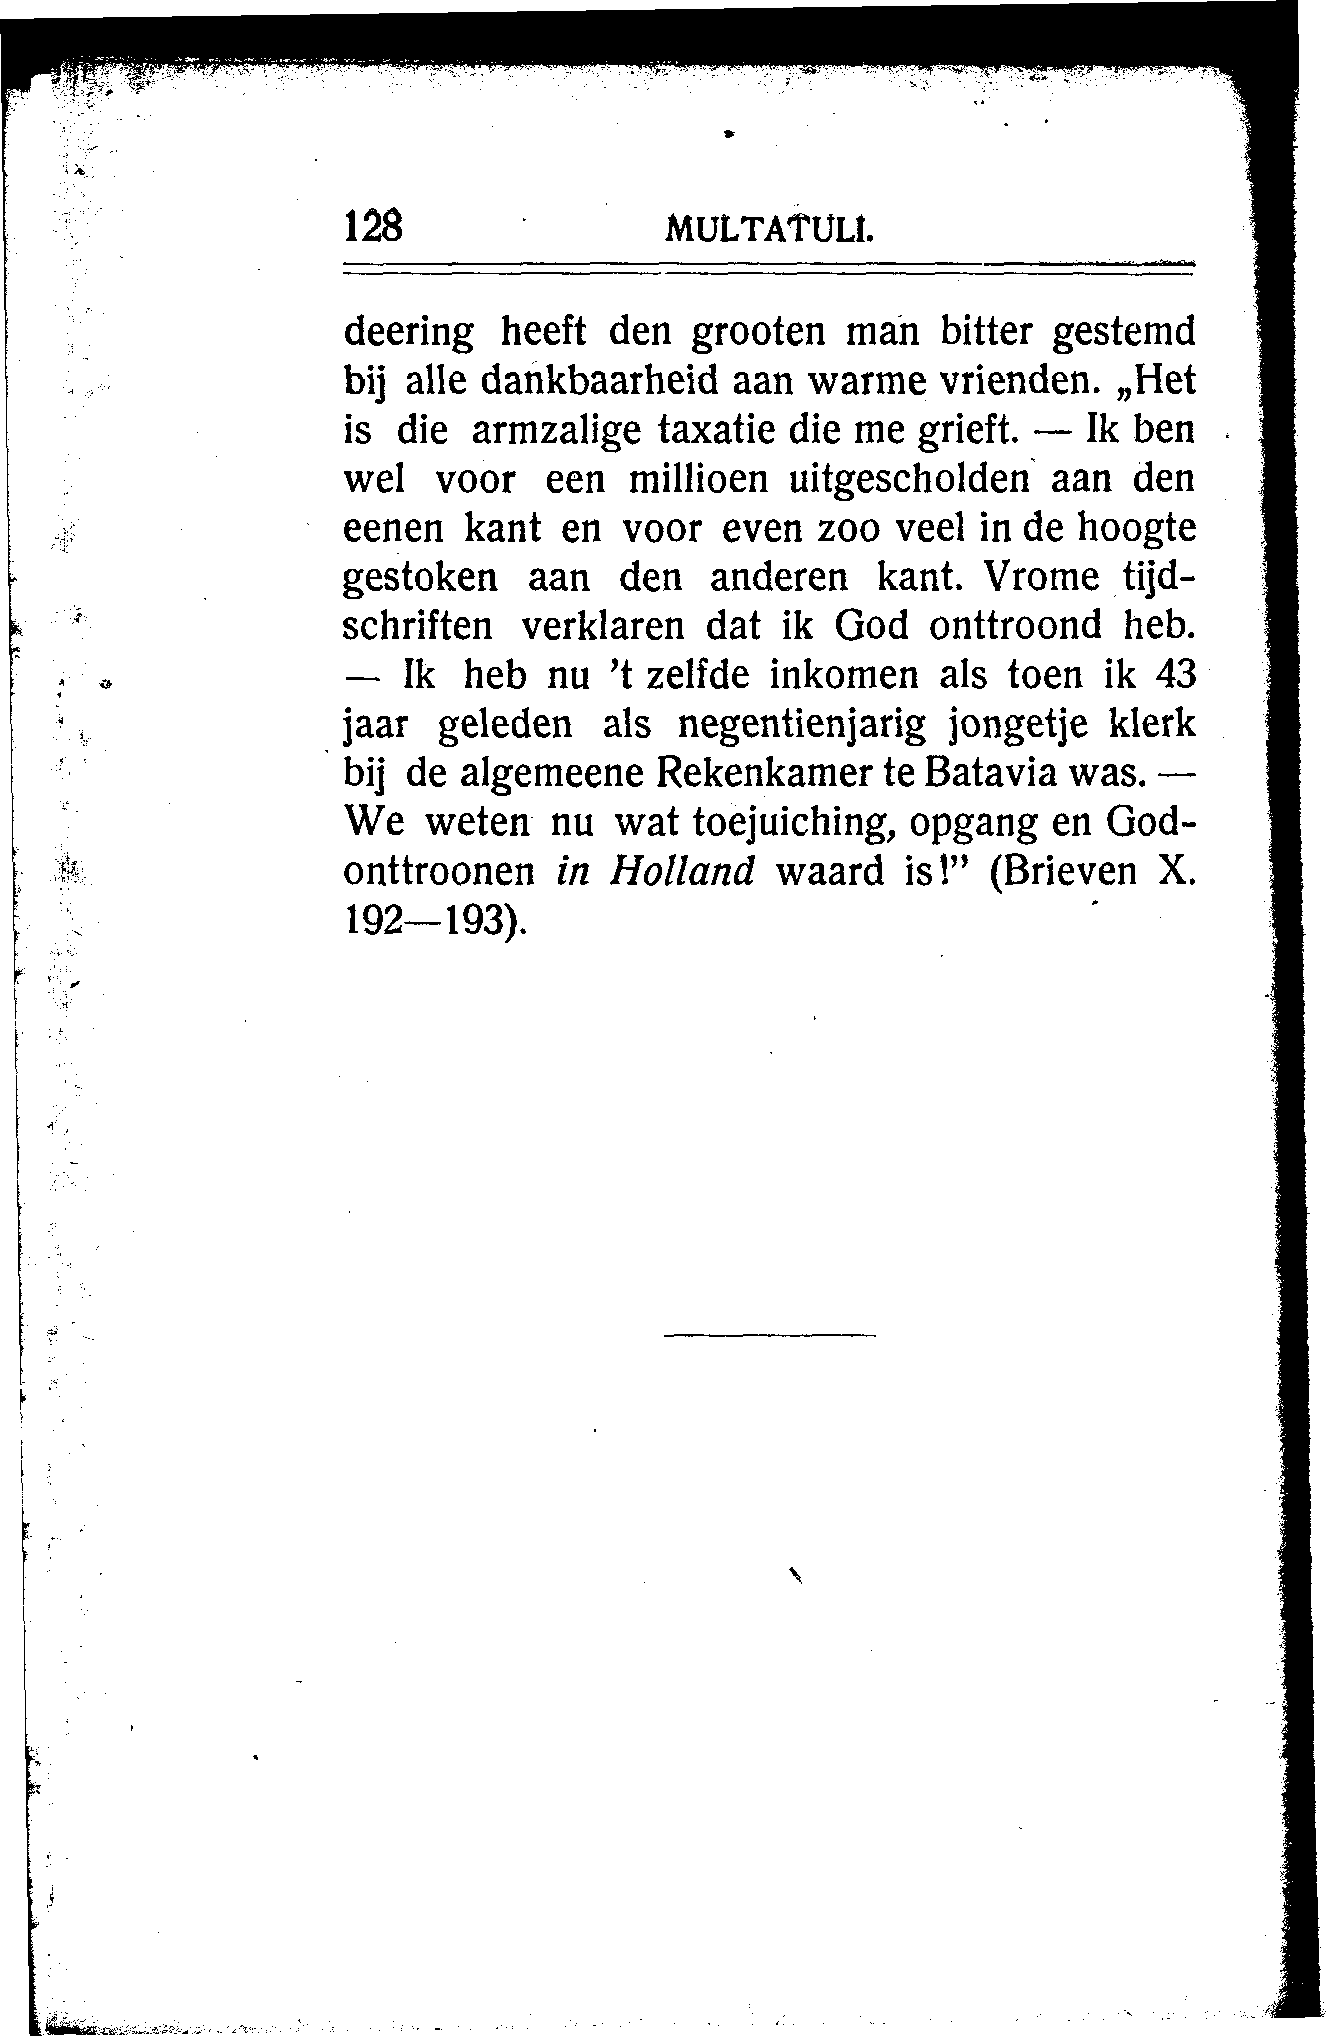 128 MULTATULI.
deering heeft den grooten man bitter gestemd
bij alle dankbaarheid aan warme vrienden. „Het
is die armzalige taxatie die me grieft. — Ik ben
wel voor een millioen uitgescholden aan den
eenen kant en voor even zoo veel in de hoogte
gestoken aan den anderen kant. Vrome tijd-
schriften verklaren dat ik God onttroond heb.
— Ik heb nu ’t zelfde inkomen als toen ik 43
jaar geleden als negentienjarig jongetje klerk
bij de algemeene Rekenkamer te Batavia was. —
We weten nu wat toejuiching, opgang en God-
onttroonen in Holland waard is!” (Brieven X.
192—193).